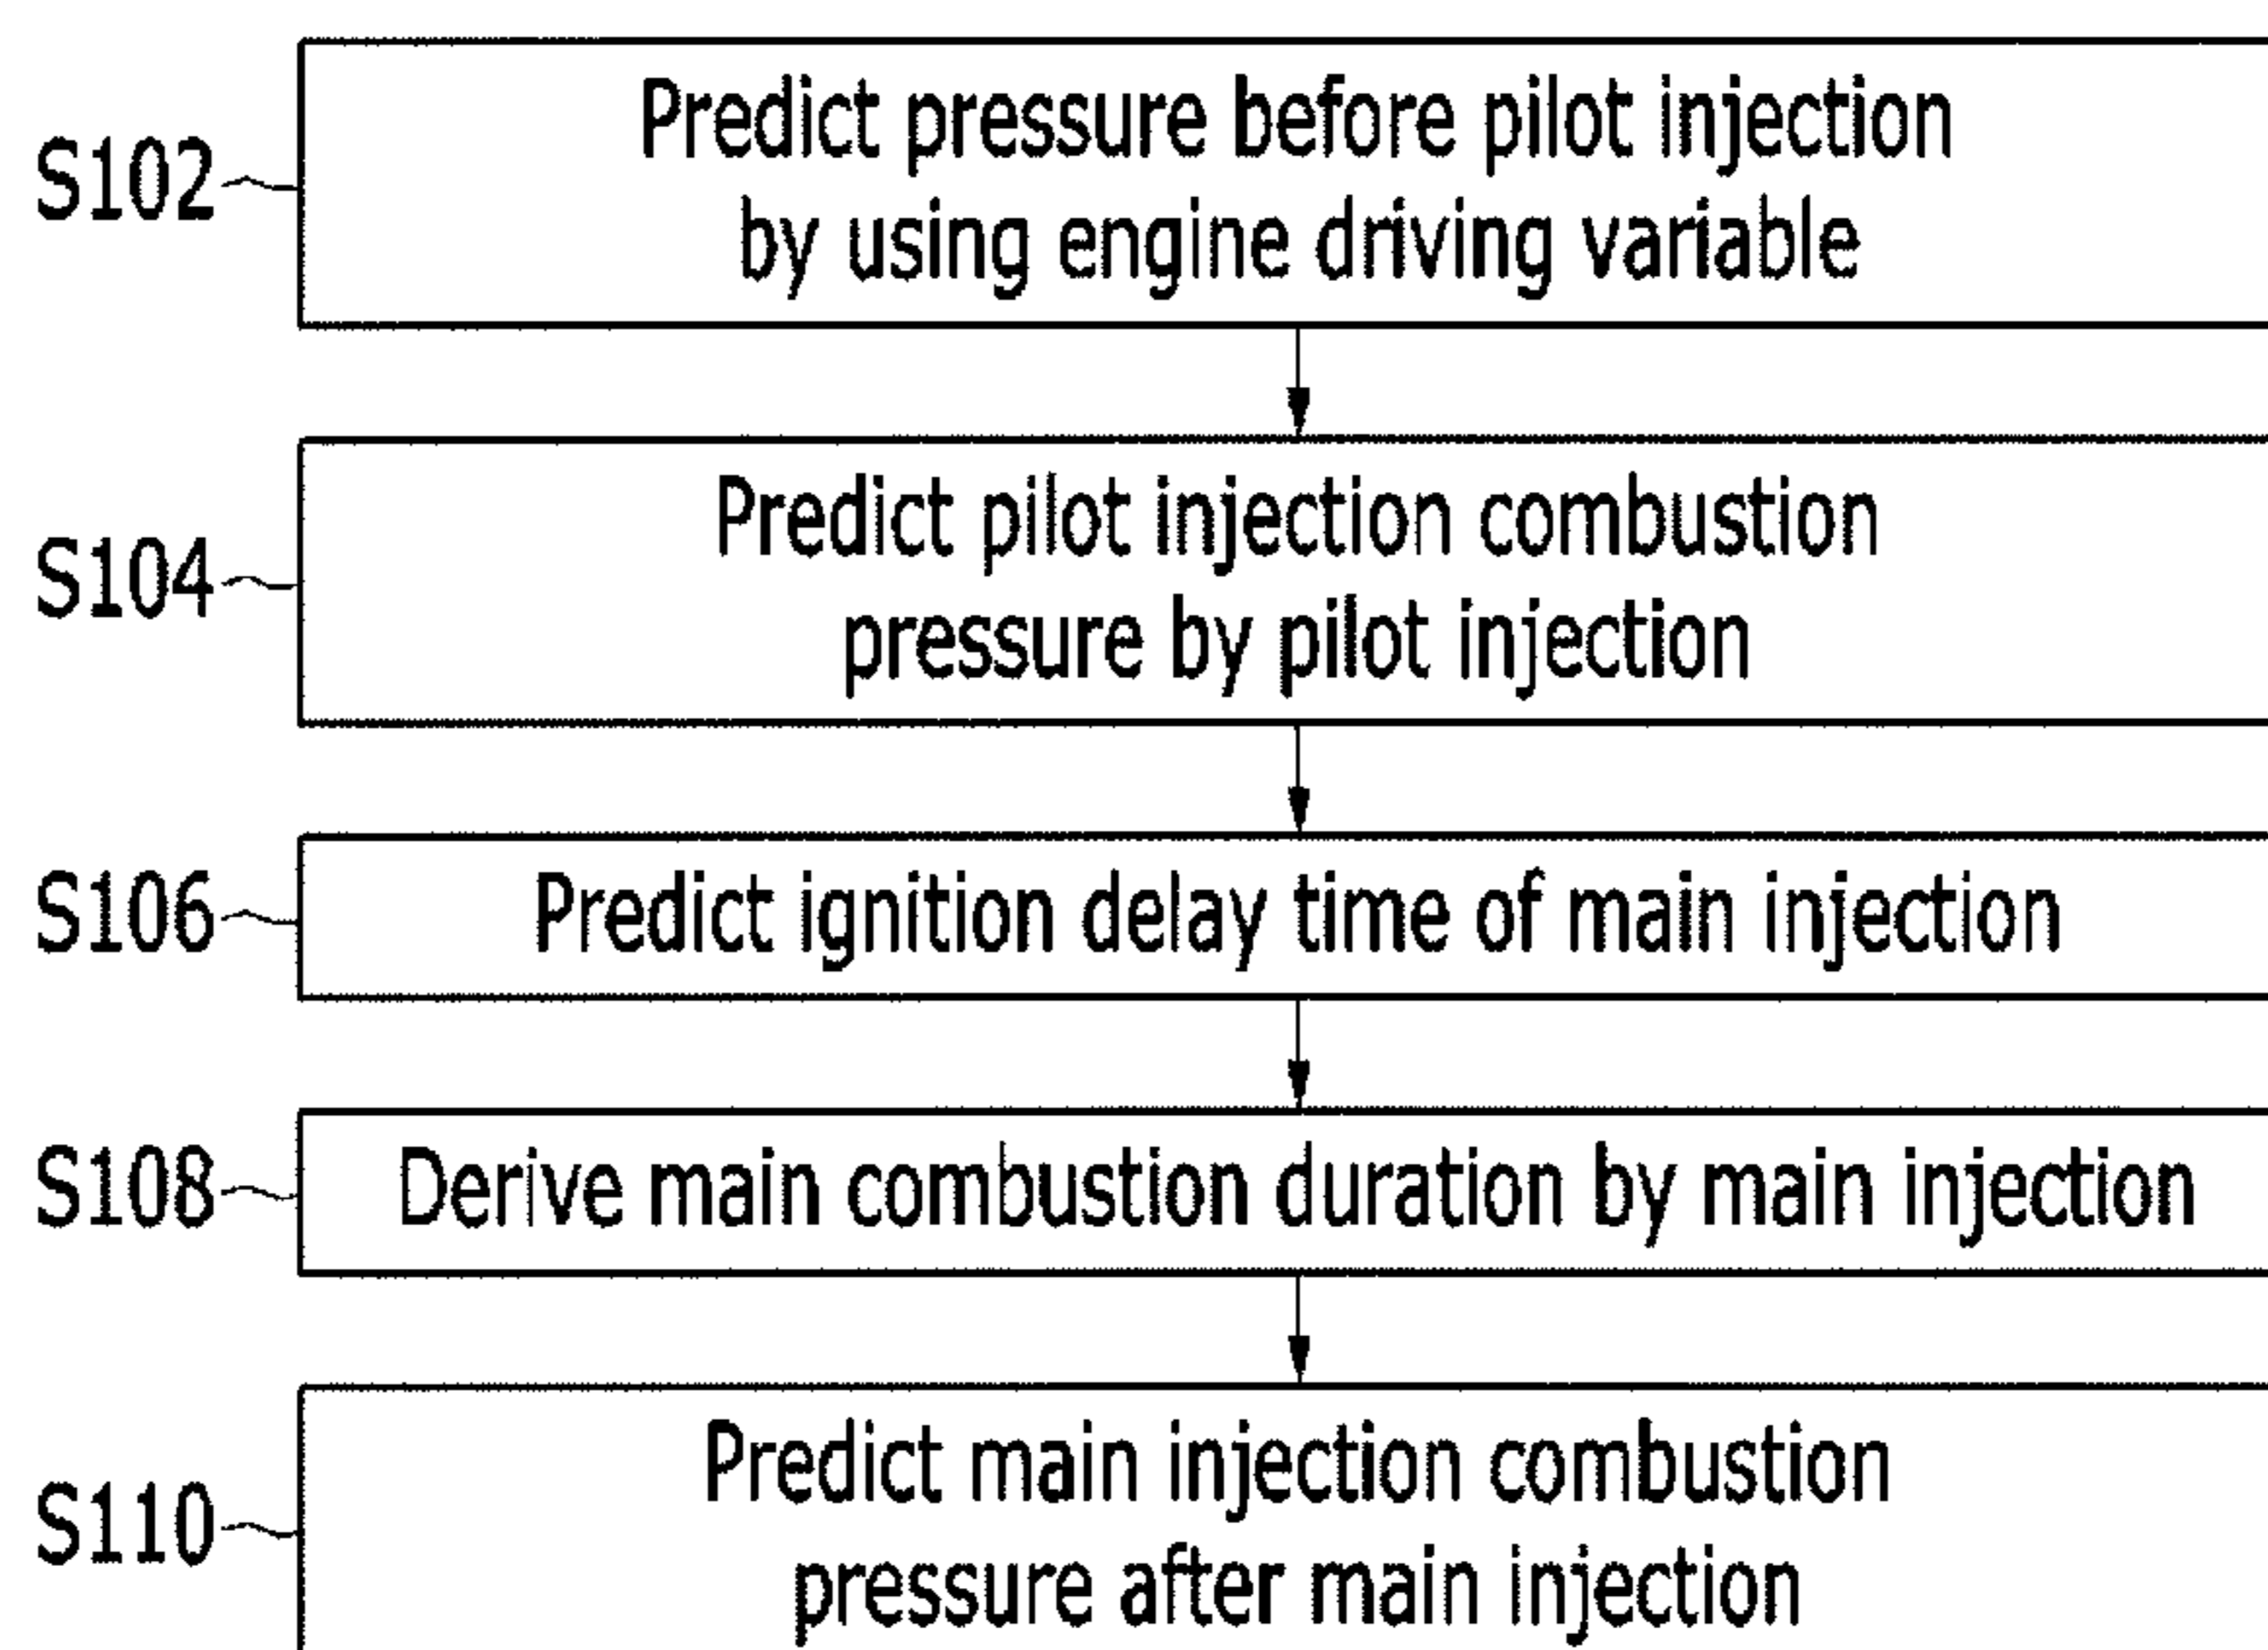 S102
Predict pressure before pilot injection
by using engine driving variable
S104
Predict pilot injection combustion
pressure by pilot injection
S106
Predict ignition delay time of main injection
S108
Derive main combustion duration by main injection
S110
Predict main injection combustion
pressure after main injection